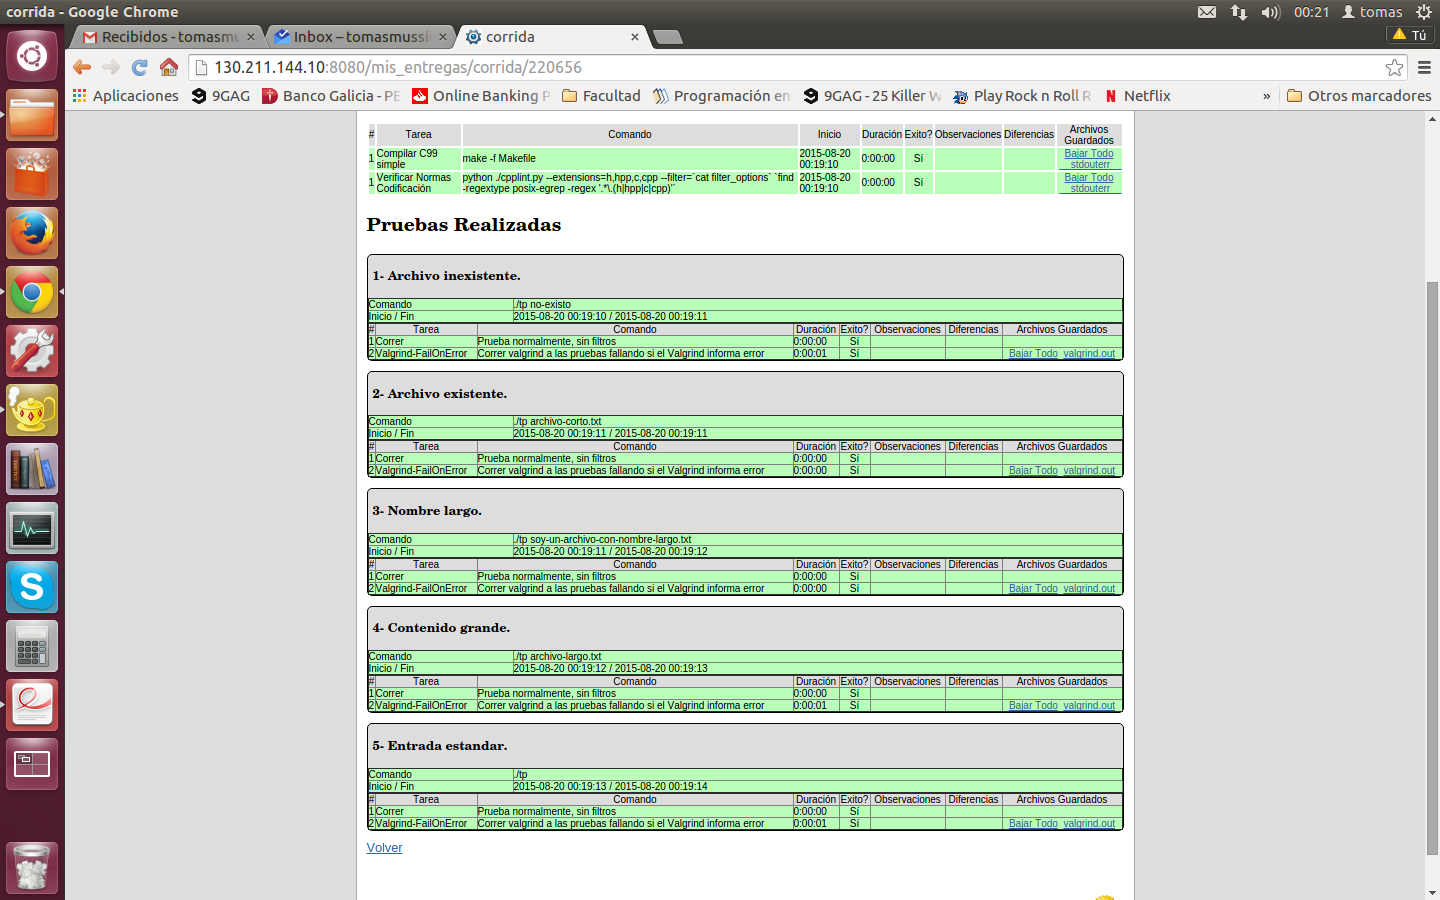 corrida - Google Chrome
00:21
tomas
Recibidos - tomasmu
Inbox – tomasmussi
corrida
Tú
130.211.144.10:8080/mis_entregas/corrida/220656
Aplicaciones
9GAG
Banco Galicia - PE
Online Banking P
Facultad
Programación en
9GAG - 25 Killer W
Play Rock n Roll R
Netflix
»
Otros marcadores
# Tarea Comando Inicio Duración Exito? Observaciones Diferencias Archivos Guardados
1 Compilar C99 simple make -f Makefile 2015-08-20 00:19:10 0:00:00 Sí Bajar Todo stdouterr
1 Verificar Normas Codificación python ./cpplint.py --extensions=h,hpp,c,cpp --filter=`cat filter_options` `find -regextype posix-egrep -regex '.*\.(h|hpp|c|cpp)'` 2015-08-20 00:19:10 0:00:00 Sí Bajar Todo stdouterr
Pruebas Realizadas
1- Archivo inexistente.
Comando ./tp no-existo
Inicio / Fin 2015-08-20 00:19:10 / 2015-08-20 00:19:11
# Tarea Comando Duración Exito? Observaciones Diferencias Archivos Guardados
1 Correr Prueba normalmente, sin filtros 0:00:00 Sí
2 Valgrind-FailOnError Correr valgrind a las pruebas fallando si el Valgrind informa error 0:00:01 Sí Bajar Todo valgrind.out
2- Archivo existente.
Comando ./tp archivo-corto.txt
Inicio / Fin 2015-08-20 00:19:11 / 2015-08-20 00:19:11
# Tarea Comando Duración Exito? Observaciones Diferencias Archivos Guardados
1 Correr Prueba normalmente, sin filtros 0:00:00 Sí
2 Valgrind-FailOnError Correr valgrind a las pruebas fallando si el Valgrind informa error 0:00:00 Sí Bajar Todo valgrind.out
3- Nombre largo.
Comando ./tp soy-un-archivo-con-nombre-largo.txt
Inicio / Fin 2015-08-20 00:19:11 / 2015-08-20 00:19:12
# Tarea Comando Duración Exito? Observaciones Diferencias Archivos Guardados
1 Correr Prueba normalmente, sin filtros 0:00:00 Sí
2 Valgrind-FailOnError Correr valgrind a las pruebas fallando si el Valgrind informa error 0:00:00 Sí Bajar Todo valgrind.out
4- Contenido grande.
Comando ./tp archivo-largo.txt
Inicio / Fin 2015-08-20 00:19:12 / 2015-08-20 00:19:13
# Tarea Comando Duración Exito? Observaciones Diferencias Archivos Guardados
1 Correr Prueba normalmente, sin filtros 0:00:00 Sí
2 Valgrind-FailOnError Correr valgrind a las pruebas fallando si el Valgrind informa error 0:00:01 Sí Bajar Todo valgrind.out
5- Entrada estandar.
Comando ./tp
Inicio / Fin 2015-08-20 00:19:13 / 2015-08-20 00:19:14
# Tarea Comando Duración Exito? Observaciones Diferencias Archivos Guardados
1 Correr Prueba normalmente, sin filtros 0:00:00 Sí
2 Valgrind-FailOnError Correr valgrind a las pruebas fallando si el Valgrind informa error 0:00:01 Sí Bajar Todo valgrind.out
Volver